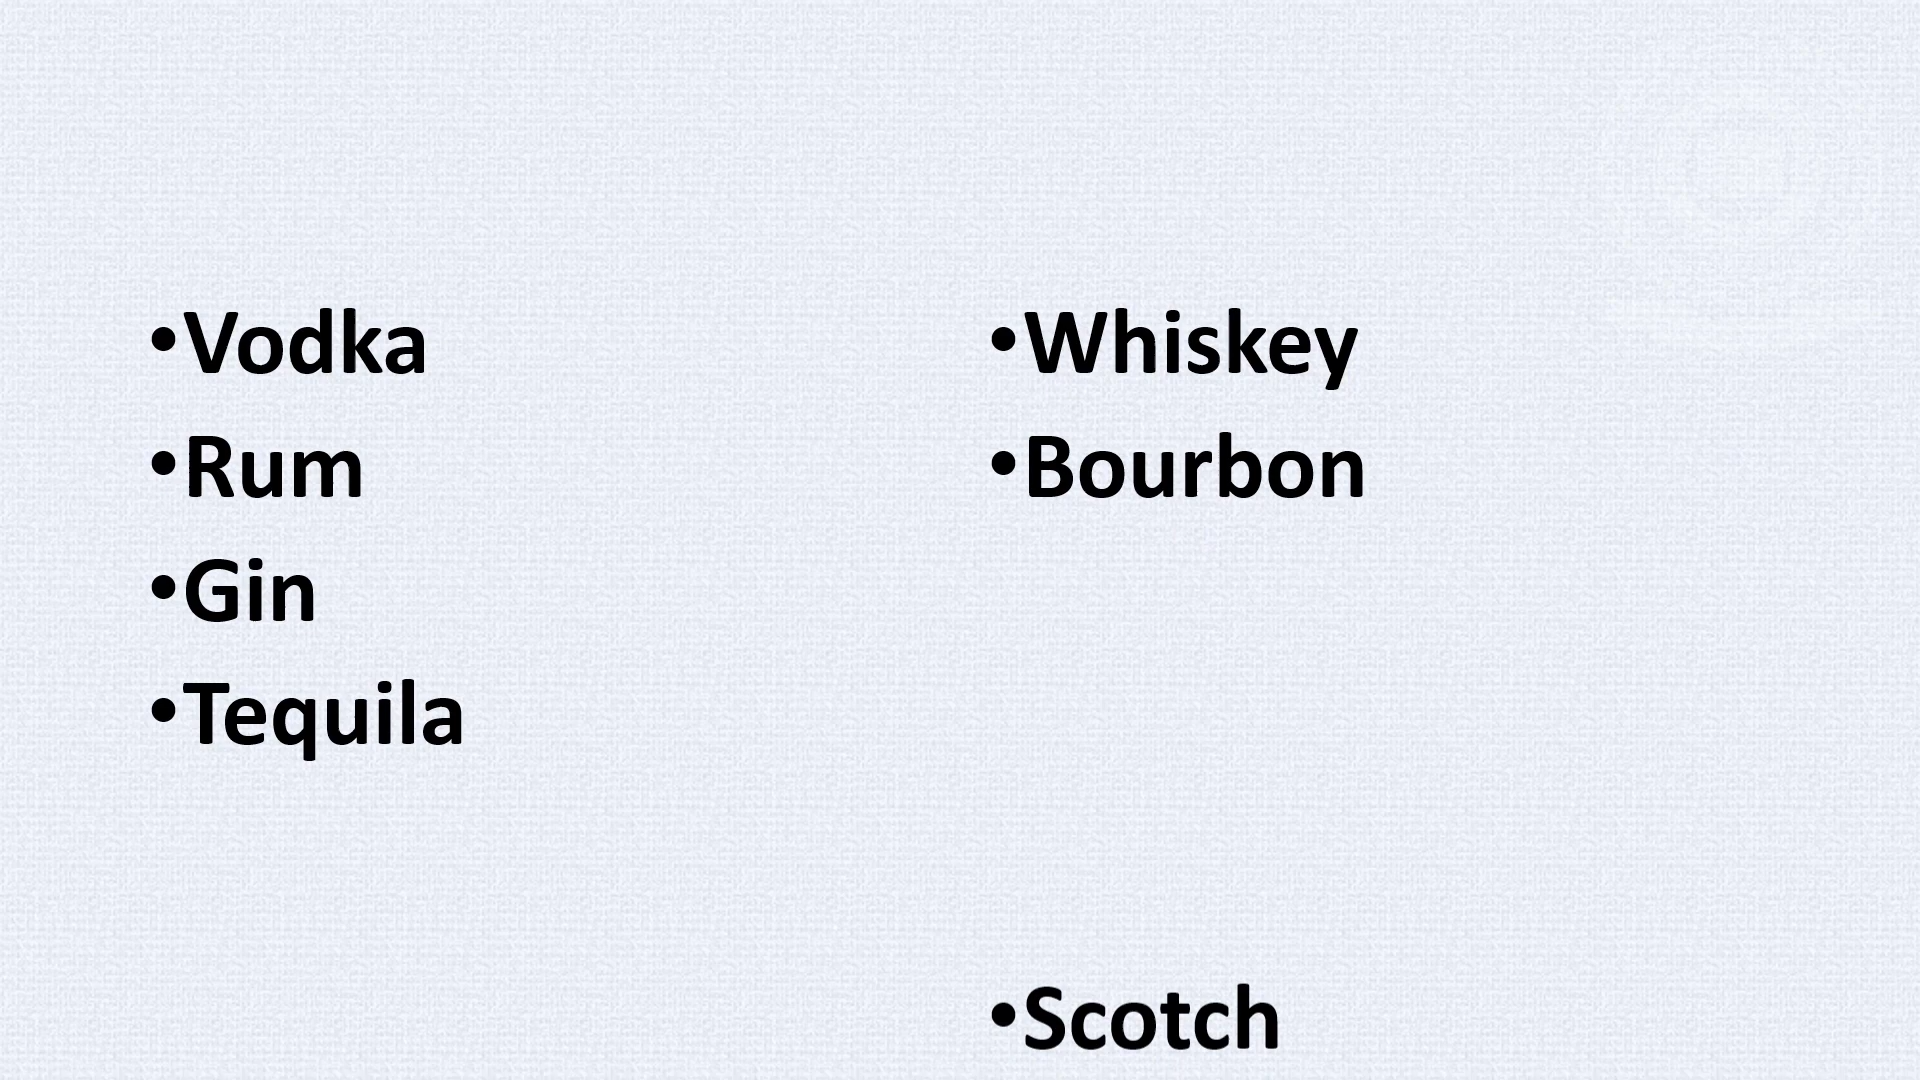 •Vodka
•Rum
•Gin
•Tequila
•Whiskey
•Bourbon
•Scotch